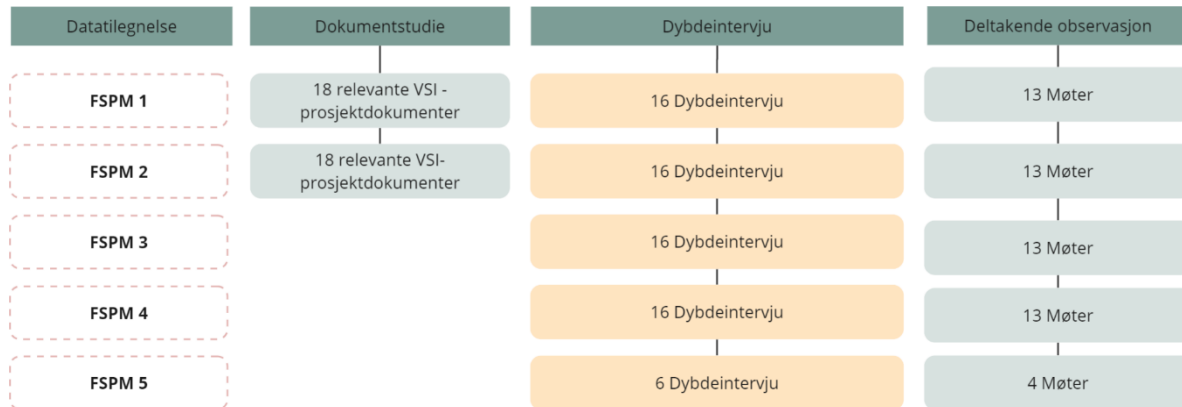 Datatilegnelse
Dokumentstudie
Dybdeintervju
Deltakende observasjon
FSPM 1
18 relevante VSI -
prosjektdokumenter
16 Dybdeintervju
13 Møter
FSPM 2
18 relevante VSI-
prosjektdokumenter
16 Dybdeintervju
13 Møter
FSPM 3
16 Dybdeintervju
13 Møter
FSPM 4
16 Dybdeintervju
13 Møter
FSPM 5
6 Dybdeintervju
4 Møter